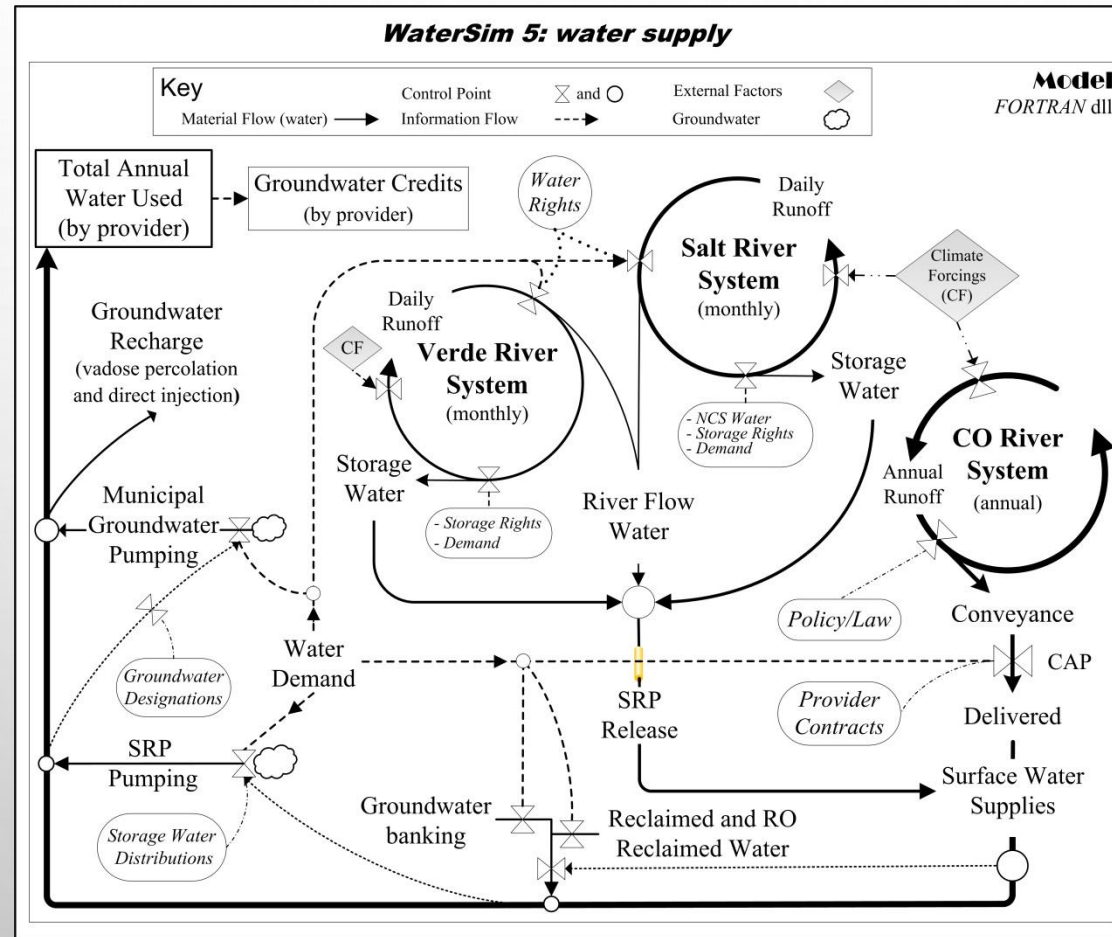 WaterSim 5: water supply
Key
Control Point
and
External Factors
Material Flow (water)
Information Flow
Groundwater
Model
FORTRAN dll
Total Annual
Water Used
(by provider)
Groundwater Credits
(by provider)
Water
Rights
Daily
Runoff
Salt River
System
(monthly)
Climate
Forcings
(CF)
Groundwater
Recharge
(vadose percolation
and direct injection)
Daily
Runoff
CF
Verde River
System
(monthly)
Storage
Water
- NCS Water
- Storage Rights
- Demand
CO River
System
(annual)
Annual
Runoff
Storage
Water
- Storage Rights
- Demand
River Flow
Water
Municipal
Groundwater
Pumping
Policy/Law
Conveyance
Water
Demand
CAP
Groundwater
Designations
SRP
Release
Provider
Contracts
Delivered
SRP
Pumping
Surface Water
Supplies
Storage Water
Distributions
Groundwater
banking
Reclaimed and RO
Reclaimed Water